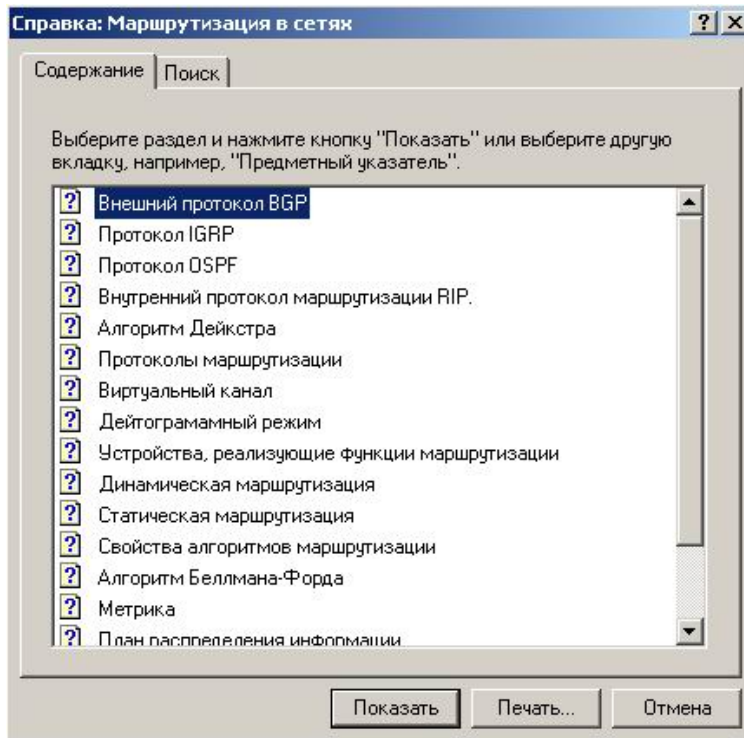 Справка: Маршрутизация в сетях
Содержание
Поиск
Выберите раздел и нажмите кнопку "Показать" или выберите другую
вкладку, например, "Предметный указатель".
Внешний протокол BGP
Протокол IGRP
Протокол OSPF
Внутренний протокол маршрутизации RIP.
Алгоритм Дейкстра
Протоколы маршрутизации
Виртуальный канал
Дейтограмамный режим
Устройства, реализующие функции маршрутизации
Динамическая маршрутизация
Статическая маршрутизация
Свойства алгоритмов маршрутизации
Алгоритм Беллмана-Форда
Метрика
План распределения информации
Показать
Печать...
Отмена